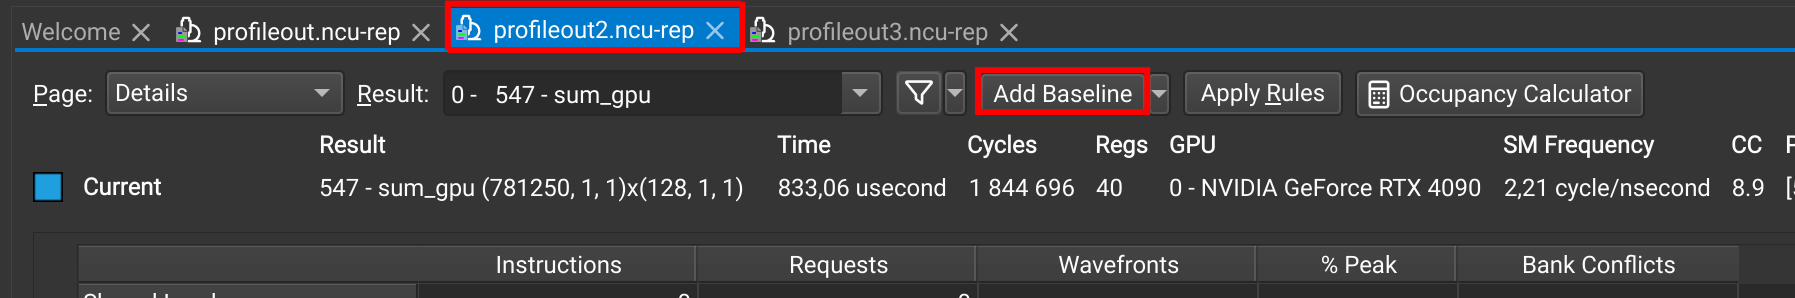 Welcome profileout.ncu-rep profileout2.ncu-rep profileout3.ncu-rep
Page: Details Result: 0 - 547 - sum_gpu Add Baseline Apply Rules Occupancy Calculator
Result Time Cycles Regs GPU SM Frequency CC
Current 547 - sum_gpu (781250, 1, 1)x(128, 1, 1) 833,06 usecond 1 844 696 40 0 - NVIDIA GeForce RTX 4090 2,21 cycle/nsecond 8.9
Instructions Requests Wavefronts % Peak Bank Conflicts